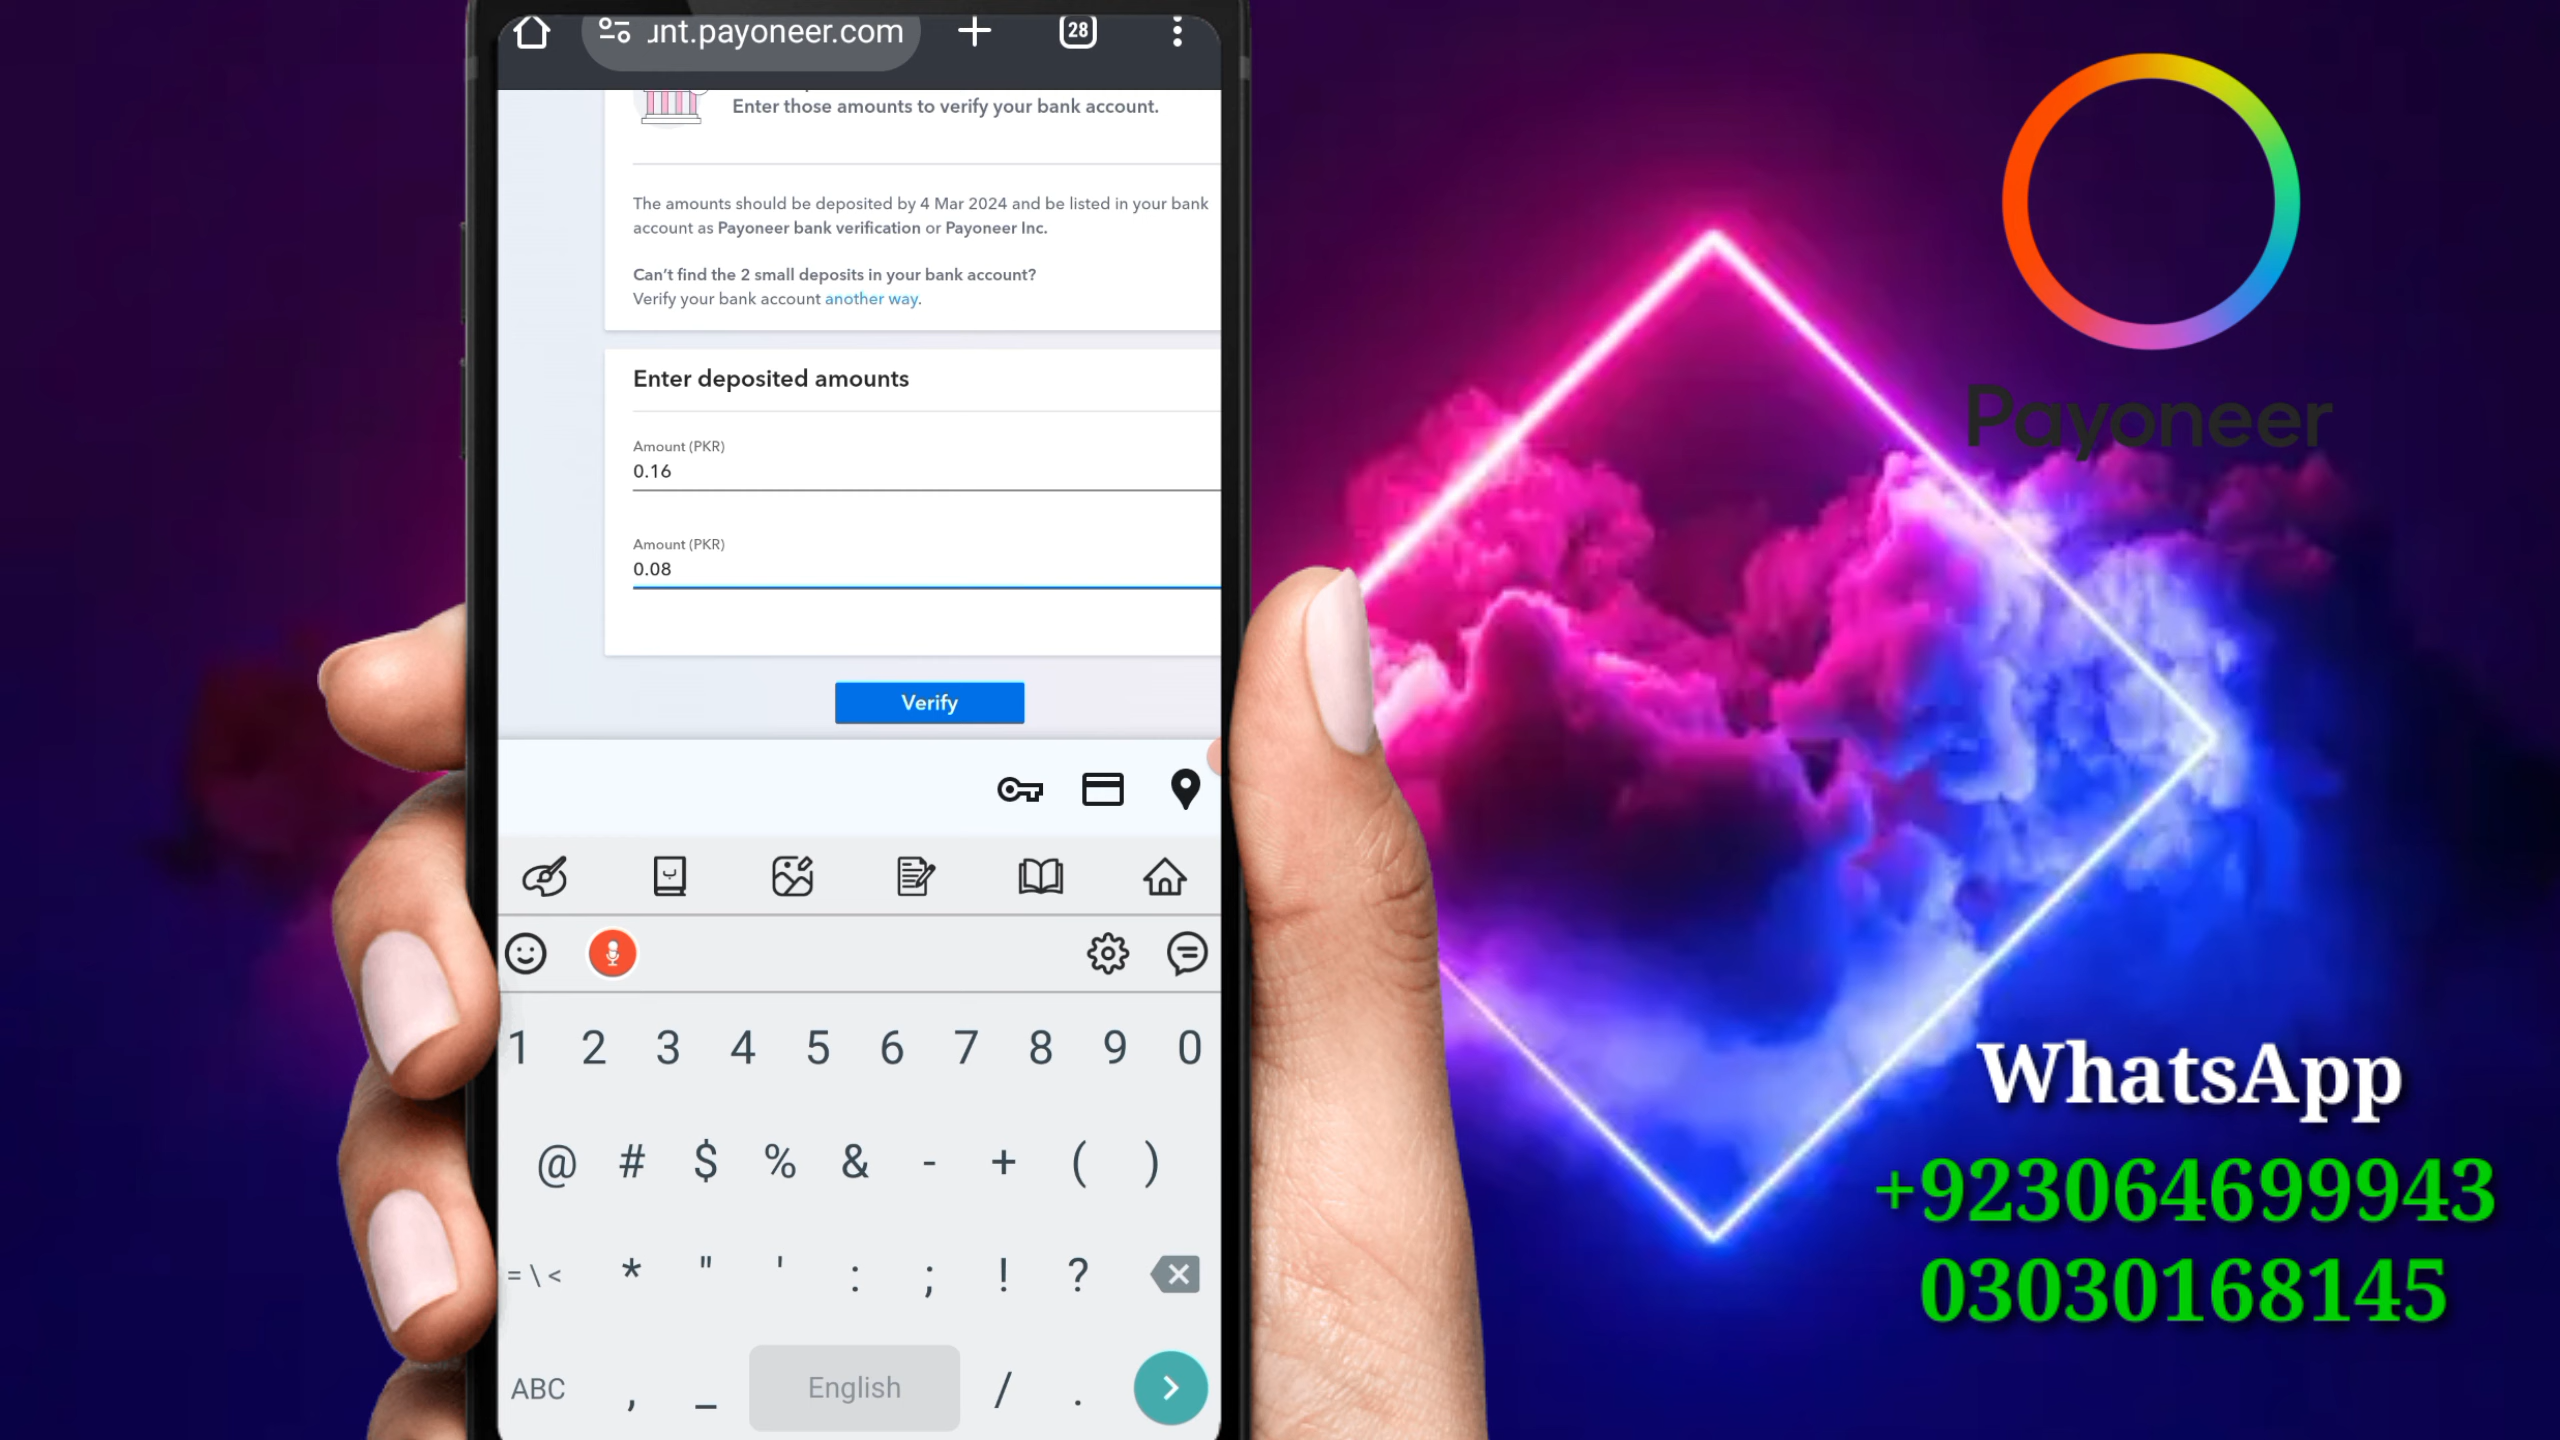 unt.payoneer.com
28
Enter those amounts to verify your bank account.
The amounts should be deposited by 4 Mar 2024 and be listed in your bank
account as Payoneer bank verification or Payoneer Inc.
Can't find the 2 small deposits in your bank account?
Verify your bank account another way.
Enter deposited amounts
Amount (PKR)
0.16
Amount (PKR)
0.08
Verify
1 2 3 4 5 6 7 8 9 0
@ # $ % & - + ( )
= \ < * " ' : ; ! ?
ABC , _ English / .
Payoneer
WhatsApp
+923064699943
03030168145